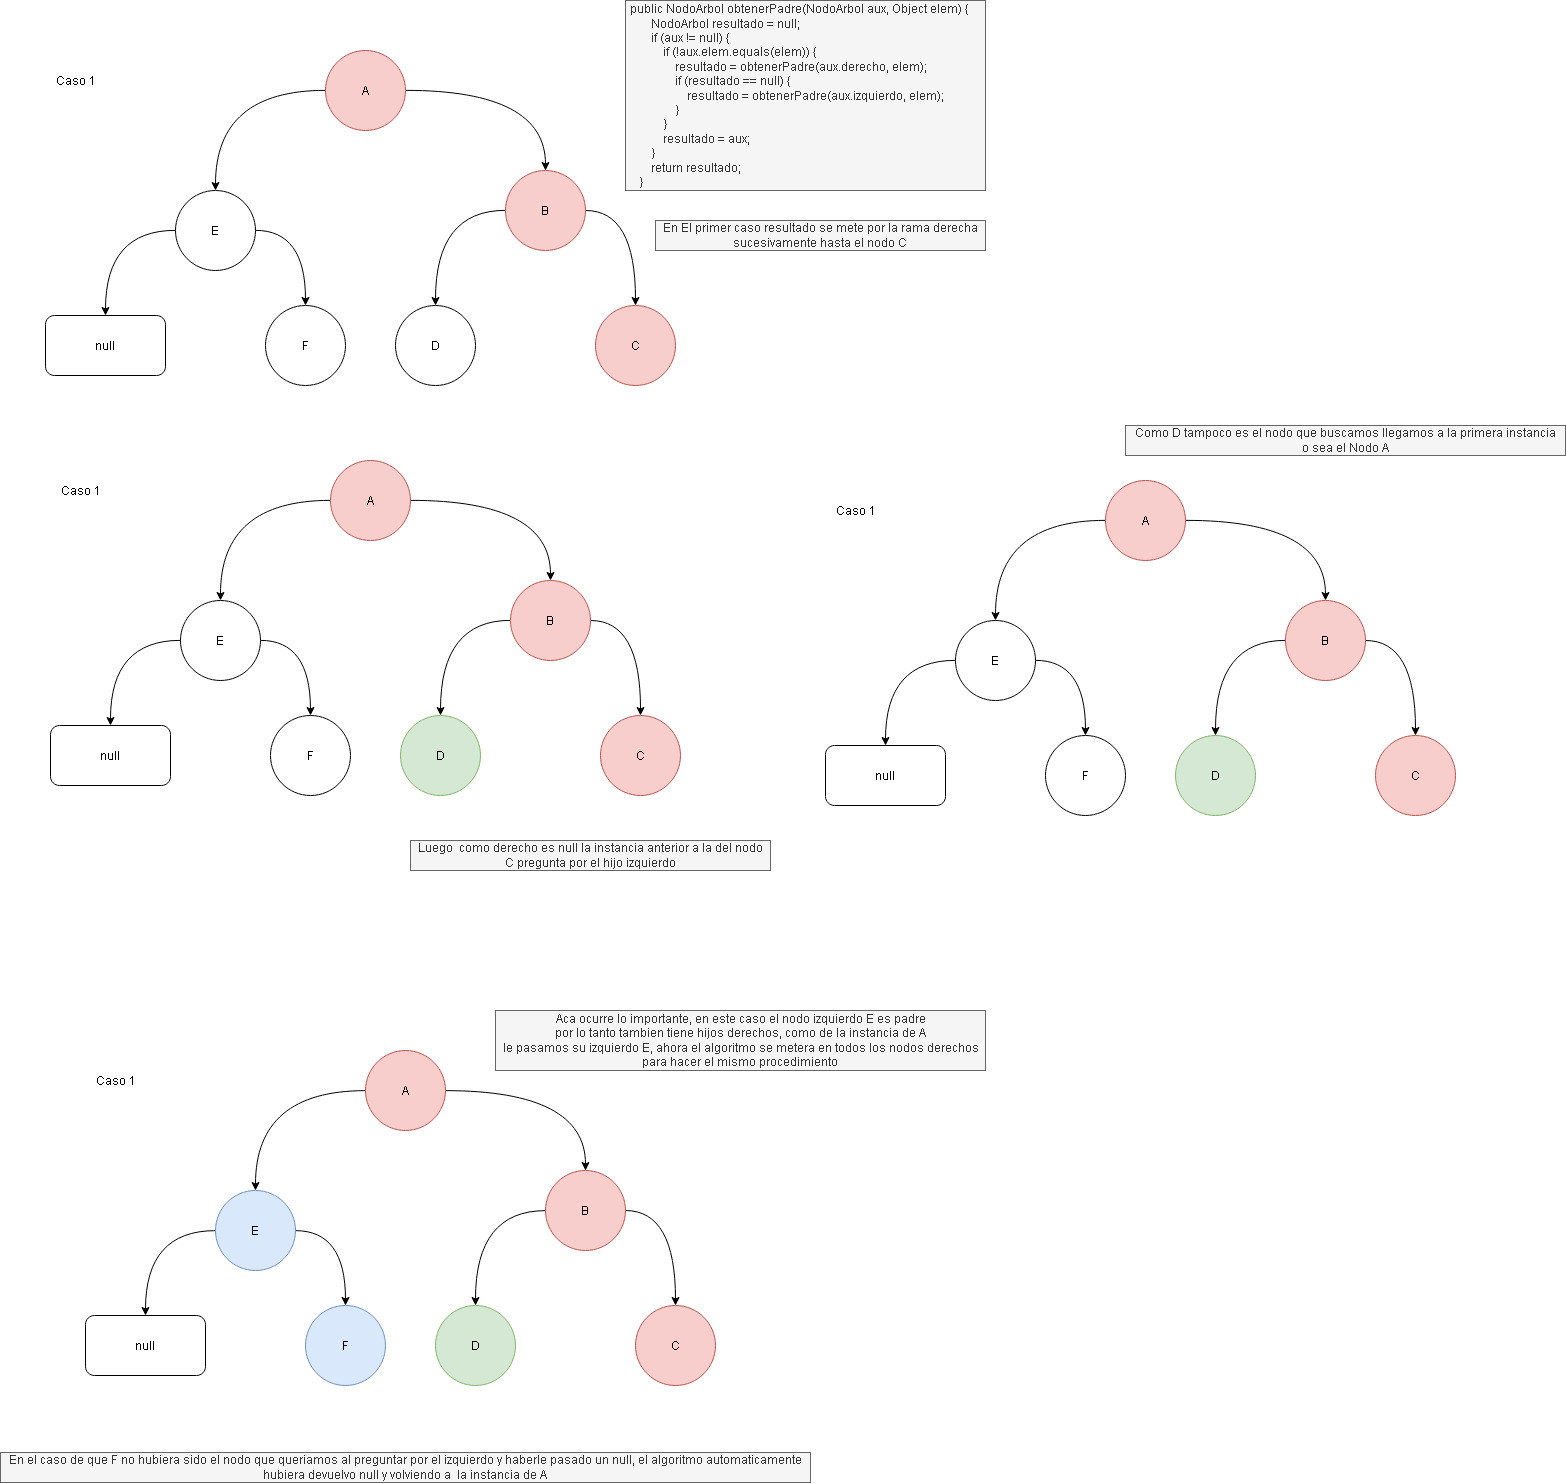 public NodoArbol obtenerPadre(NodoArbol aux, Object elem) {
NodoArbol resultado = null;
if (aux != null) {
if (!aux.elem.equals(elem)) {
resultado = obtenerPadre(aux.derecho, elem);
if (resultado == null) {
resultado = obtenerPadre(aux.izquierdo, elem);
}
}
resultado = aux;
}
return resultado;
}
Caso 1
A
En El primer caso resultado se mete por la rama derecha
sucesivamente hasta el nodo C
E
B
null
F
D
C
Como D tampoco es el nodo que buscamos llegamos a la primera instancia
o sea el Nodo A
Caso 1
A
E
B
null
F
D
C
Luego como derecho es null la instancia anterior a la del nodo
C pregunta por el hijo izquierdo
Caso 1
A
E
B
null
F
D
C
Aca ocurre lo importante, en este caso el nodo izquierdo E es padre
por lo tanto tambien tiene hijos derechos, como de la instancia de A
le pasamos su izquierdo E, ahora el algoritmo se metera en todos los nodos derechos
para hacer el mismo procedimiento
Caso 1
A
E
B
null
F
D
C
En el caso de que F no hubiera sido el nodo que queriamos al preguntar por el izquierdo y haberle pasado un null, el algoritmo automaticamente
hubiera devuelvo null y volviendo a la instancia de A